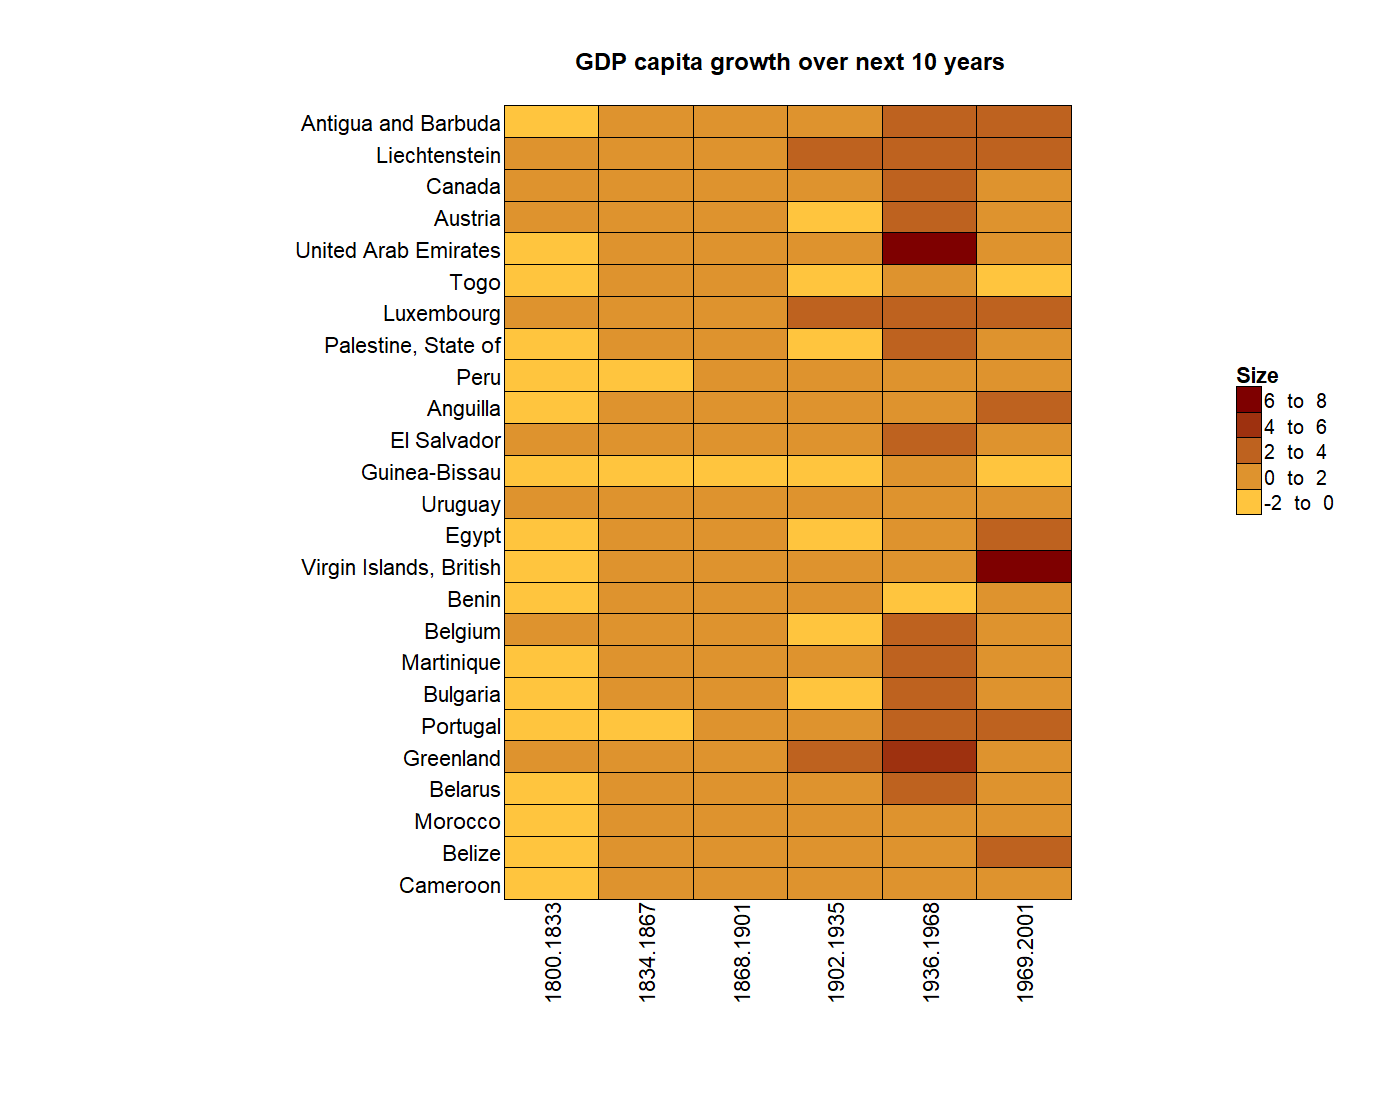 GDP capita growth over next 10 years
Antigua and Barbuda
Liechtenstein
Canada
Austria
United Arab Emirates
Togo
Luxembourg
Palestine, State of
Peru
Anguilla
El Salvador
Guinea-Bissau
Uruguay
Egypt
Virgin Islands, British
Benin
Belgium
Martinique
Bulgaria
Portugal
Greenland
Belarus
Morocco
Belize
Cameroon
1800.1833
1834.1867
1868.1901
1902.1935
1936.1968
1969.2001
Size
6 to 8
4 to 6
2 to 4
0 to 2
-2 to 0